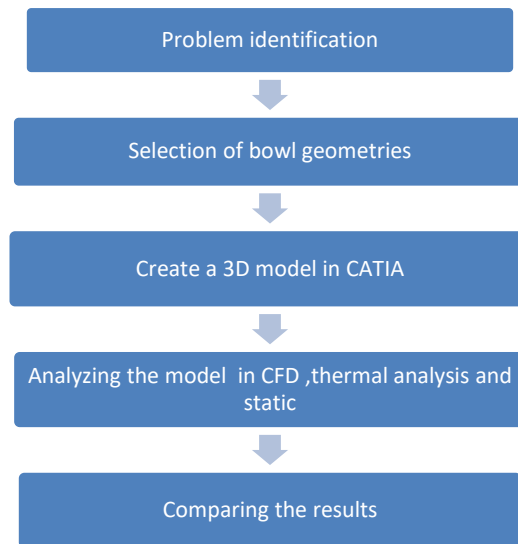 Problem identification
Selection of bowl geometries
Create a 3D model in CATIA
Analyzing the model  in CFD ,thermal analysis and
static
Comparing the results